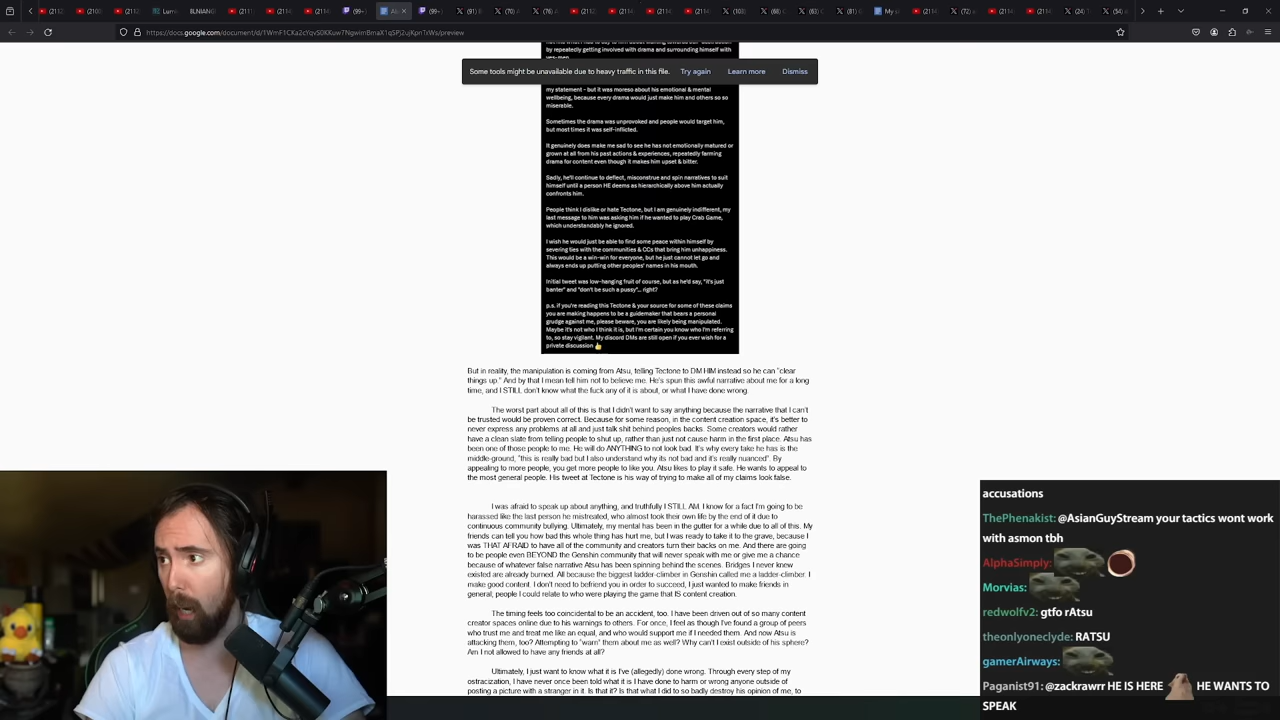 https://docs.google.com/document/d/1WmF1CXa2cYqvS0KKuw7NgwimBmaX1qSPj2ujKpnTxWs/preview
by repeatedly getting involved with drama and surrounding himself with
yes-men.
Some tools might be unavailable due to heavy traffic in this file. Try again Learn more Dismiss
my statement - but it was moreso about his emotional & mental
wellbeing, because every drama would just make him and others so so
miserable.
Sometimes the drama was unprovoked and people would target him,
but most times it was self-inflicted.
It genuinely does make me sad to see he has not emotionally matured or
grown at all from his past actions & experiences, repeatedly farming
drama for content even though it makes him upset & bitter.
Sadly, he'll continue to deflect, misconstrue and spin narratives to suit
himself until a person HE deems as hierarchically above him actually
confronts him.
People think I dislike or hate Tectone, but I am genuinely indifferent, my
last message to him was asking him if he wanted to play Crab Game,
which understandably he ignored.
I wish he would just be able to find some peace within himself by
severing ties with the communities & CCs that bring him unhappiness.
This would be a win-win for everyone, but he just cannot let go and
always ends up putting other peoples' names in his mouth.
Initial tweet was low-hanging fruit of course, but as he'd say, "it's just
banter" and "don't be such a pussy"... right?
p.s. if you're reading this Tectone & your source for some of these claims
you are making happens to be a guidemaker that bears a personal
grudge against me, please beware, you are likely being manipulated.
Maybe it's not who I think it is, but I'm certain you know who I'm referring
to, so stay vigilant. My discord DMs are still open if you ever wish for a
private discussion 👍
But in reality, the manipulation is coming from Atsu, telling Tectone to DM HIM instead so he can "clear
things up." And by that I mean tell him not to believe me. He's spun this awful narrative about me for a long
time, and I STILL don't know what the fuck any of it is about, or what I have done wrong.
The worst part about all of this is that I didn't want to say anything because the narrative that I can't
be trusted would be proven correct. Because for some reason, in the content creation space, it's better to
never express any problems at all and just talk shit behind peoples backs. Some creators would rather
have a clean slate from telling people to shut up, rather than just not cause harm in the first place. Atsu has
been one of those people to me. He will do ANYTHING to not look bad. It's why every take he has is the
middle ground, "this is really bad but I also understand why its not bad and it's really nuanced". By
appealing to more people, you get more people to like you. Atsu likes to play it safe. He wants to appeal to
the most general people. His tweet at Tectone is his way of trying to make all of my claims look false.
I was afraid to speak up about anything, and truthfully I STILL AM. I know for a fact I'm going to be
harassed like the last person he mistreated, who almost took their own life by the end of it due to
continuous community bullying. Ultimately, my mental has been in the gutter for a while due to all of this. My
friends can tell you how bad this whole thing has hurt me, but I was ready to take it to the grave, because I
was THAT AFRAID to have all of the community and creators turn their backs on me. And there are going
to be people even BEYOND the Genshin community that will never speak with me or give me a chance
because of whatever false narrative Atsu has been spinning behind the scenes. Bridges I never knew
existed are already burned. All because the biggest ladder-climber in Genshin called me a ladder-climber. I
make good content. I don't need to befriend you in order to succeed, I just wanted to make friends in
general, people I could relate to who were playing the game that IS content creation.
The timing feels too coincidental to be an accident, too. I have been driven out of so many content
creator spaces online due to his warnings to others. For once, I feel as though I've found a group of peers
who trust me and treat me like an equal, and who would support me if I needed them. And now Atsu is
attacking them, too? Attempting to "warn" them about me as well? Why can't I exist outside of his sphere?
Am I not allowed to have any friends at all?
Ultimately, I just want to know what it is I've (allegedly) done wrong. Through every step of my
ostracization, I have never once been told what it is I have done to harm or wrong anyone outside of
posting a picture with a stranger in it. Is that it? Is that what I did to so badly destroy his opinion of me, to
accusations
ThePhenakist: @AsianGuyStream your tactics wont work
with asmon tbh
AlphaSimply:
Morvias:
redwolfv2: gtfo rAtsu
theonlyoneclyde: RATSU
gamerAirways:
Paganist91: @zackrawrr HE IS HERE HE WANTS TO
SPEAK